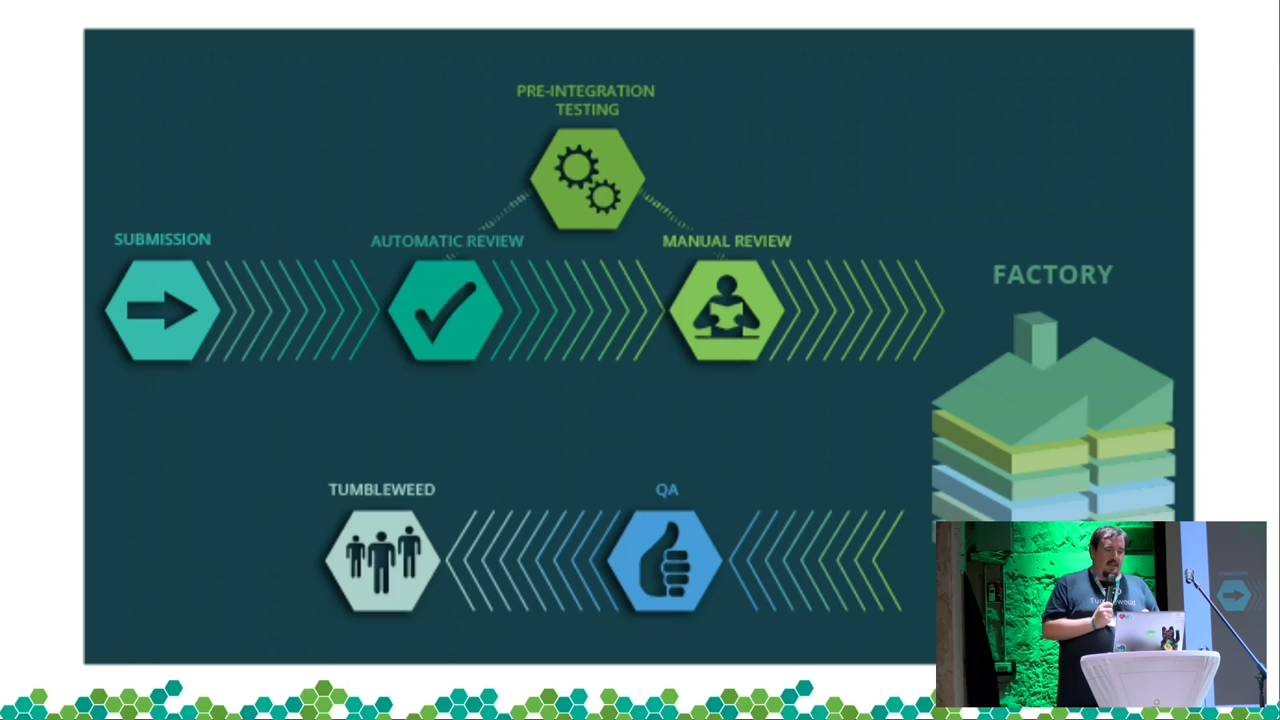 PRE-INTEGRATION
TESTING
SUBMISSION
AUTOMATIC REVIEW
MANUAL REVIEW
FACTORY
TUMBLEWEED
QA